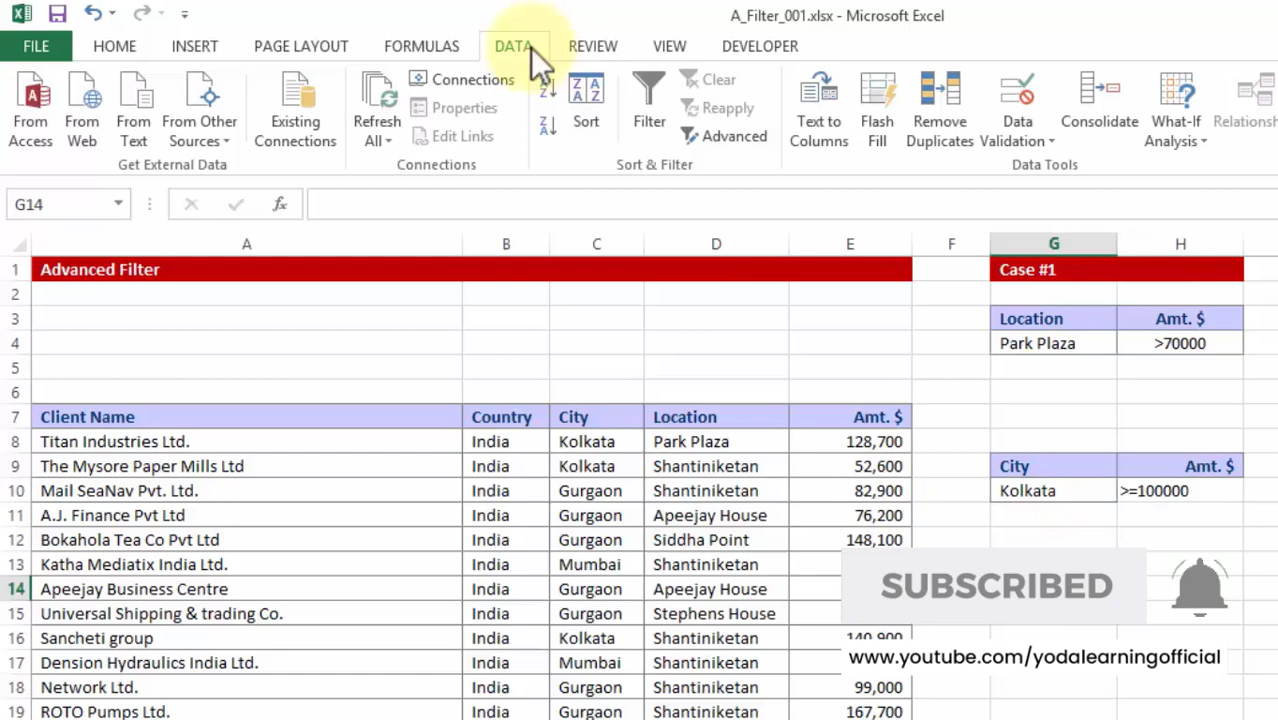 A_Filter_001.xlsx - Microsoft Excel
FILE HOME INSERT PAGE LAYOUT FORMULAS DATA REVIEW VIEW DEVELOPER
From Access
From Web
From Text
From Other Sources
Get External Data
Existing Connections
Refresh All
Connections
Properties
Edit Links
Connections
Sort
Filter
Clear
Reapply
Advanced
Sort & Filter
Text to Columns
Flash Fill
Remove Duplicates
Data Validation
Consolidate
What-If Analysis
Data Tools
G14 fx
A B C D E F G H
1 Advanced Filter Case #1
2
3 Location Amt. $
4 Park Plaza >70000
5
6
7 Client Name Country City Location Amt. $
8 Titan Industries Ltd. India Kolkata Park Plaza 128,700
9 The Mysore Paper Mills Ltd India Kolkata Shantiniketan 52,600 City Amt. $
10 Mail SeaNav Pvt. Ltd. India Gurgaon Shantiniketan 82,900 Kolkata >=100000
11 A.J. Finance Pvt Ltd India Gurgaon Apeejay House 76,200
12 Bokahola Tea Co Pvt Ltd India Gurgaon Siddha Point 148,100
13 Katha Mediatix India Ltd. India Mumbai Shantiniketan
14 Apeejay Business Centre India Gurgaon Apeejay House
15 Universal Shipping & trading Co. India Gurgaon Stephens House
16 Sancheti group India Kolkata Shantiniketan 140,900
17 Dension Hydraulics India Ltd. India Mumbai Shantiniketan
18 Network Ltd. India Gurgaon Shantiniketan 99,000
19 ROTO Pumps Ltd. India Gurgaon Shantiniketan 167,700
SUBSCRIBED
www.youtube.com/yodalearningofficial